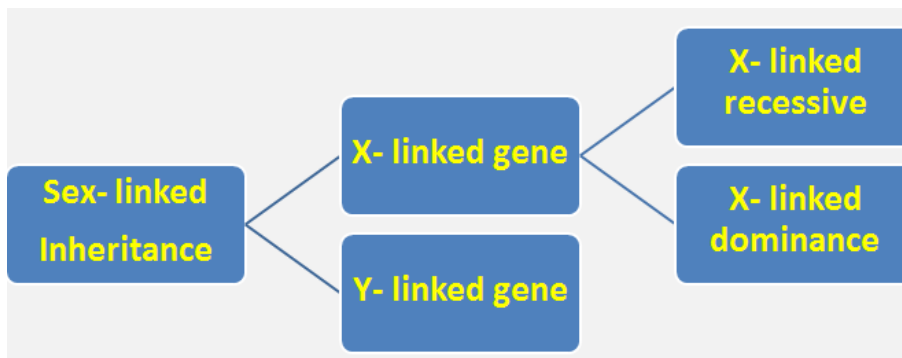 Sex- linked
Inheritance
X- linked gene
Y- linked gene
X- linked
recessive
X- linked
dominance